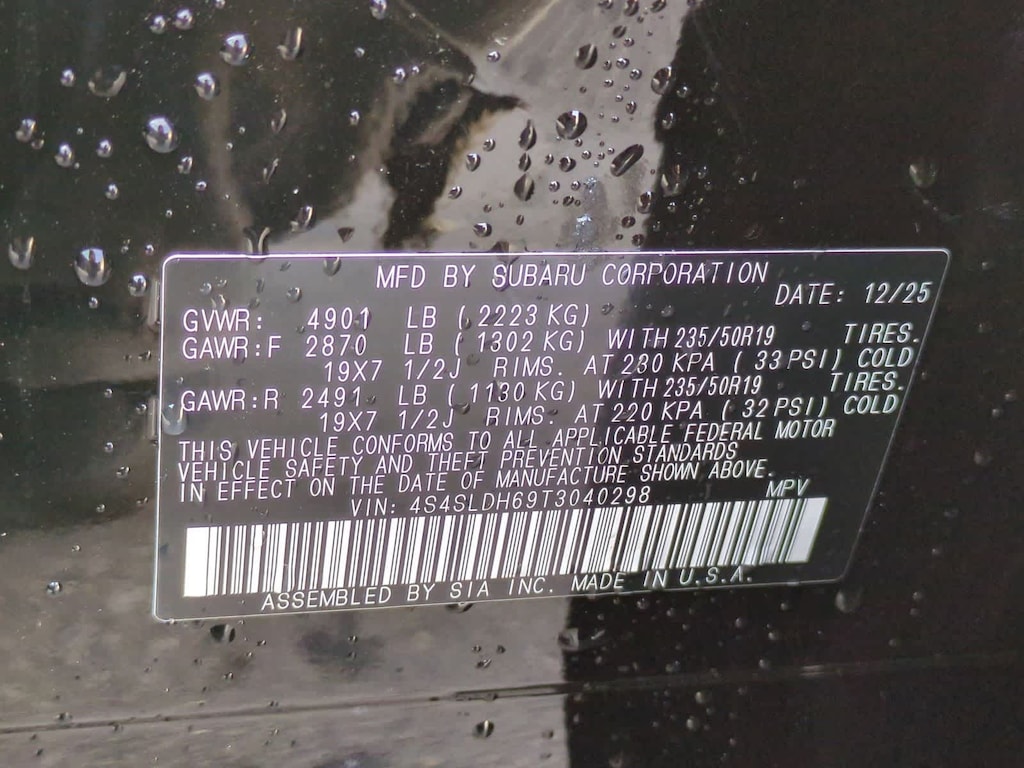 MFD BY SUBARU CORPORATION
DATE: 12/25
GVWR: 4901 LB ( 2223 KG)
GAWR:F 2870 LB ( 1302 KG) WITH 235/50R19 TIRES.
19X7 1/2J RIMS. AT 230 KPA ( 33 PSI) COLD
GAWR:R 2491 LB ( 1130 KG) WITH 235/50R19 TIRES.
19X7 1/2J RIMS. AT 220 KPA ( 32 PSI) COLD
THIS VEHICLE CONFORMS TO ALL APPLICABLE FEDERAL MOTOR
VEHICLE SAFETY AND THEFT PREVENTION STANDARDS
IN EFFECT ON THE DATE OF MANUFACTURE SHOWN ABOVE.
VIN: 4S4SLDH69T3040298 MPV
ASSEMBLED BY SIA INC. MADE IN U.S.A.